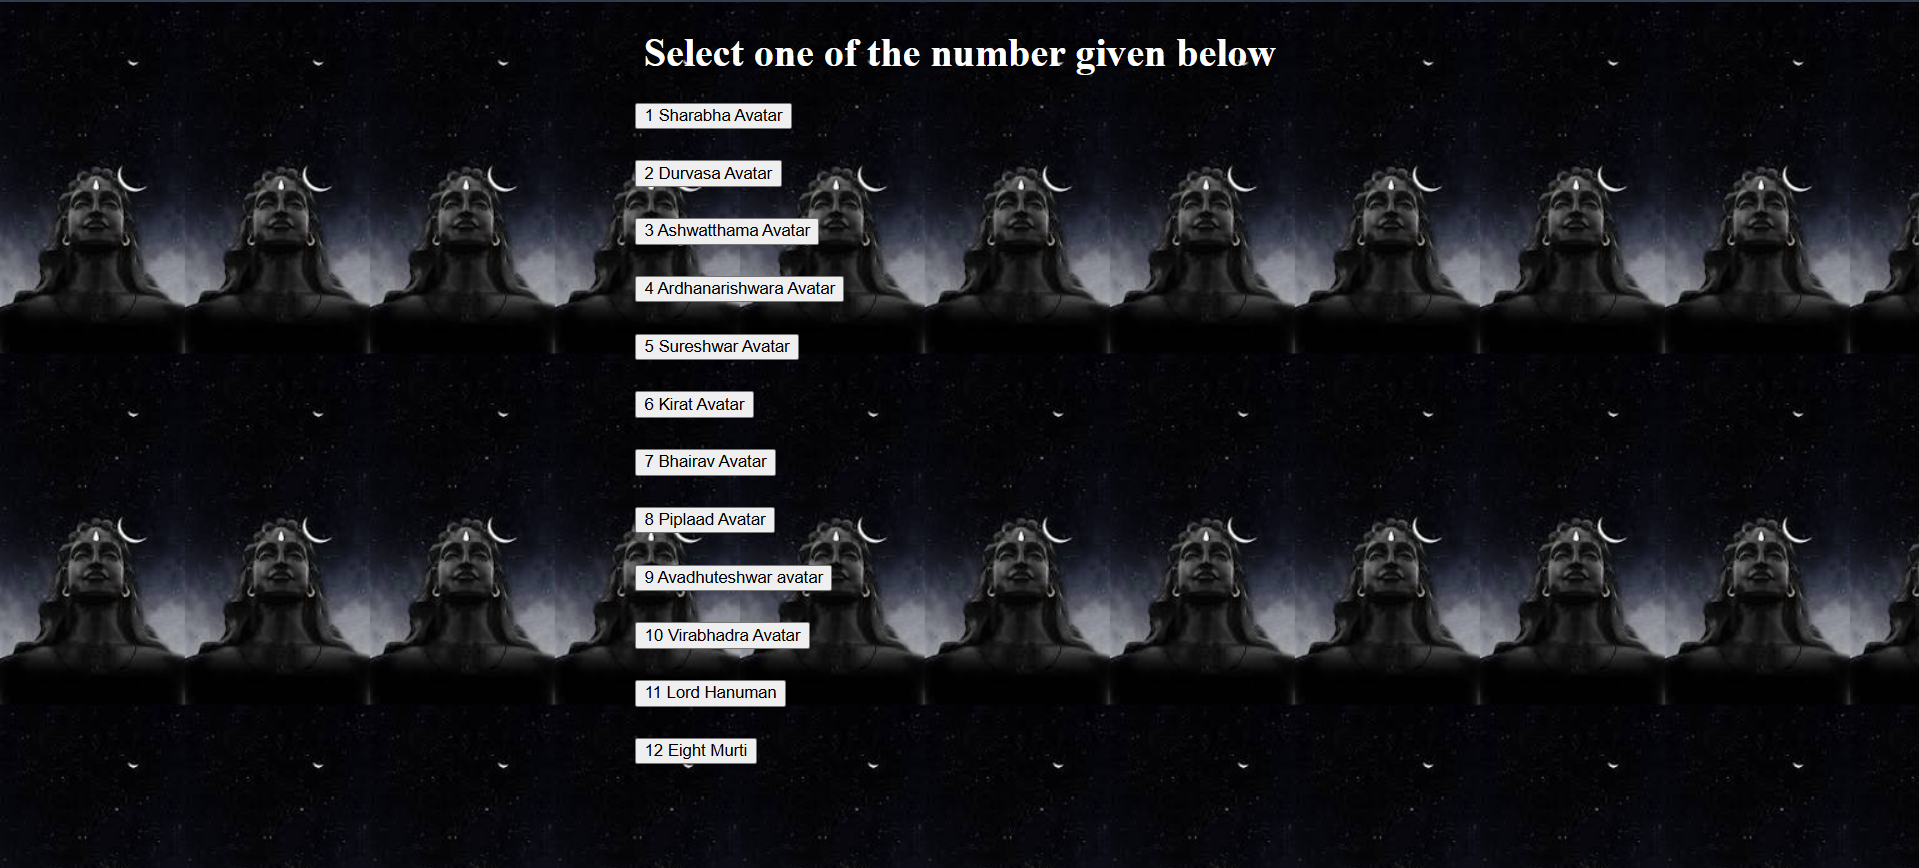 Select one of the number given below
1 Sharabha Avatar
2 Durvasa Avatar
3 Ashwatthama Avatar
4 Ardhanarishwara Avatar
5 Sureshwar Avatar
6 Kirat Avatar
7 Bhairav Avatar
8 Piplaad Avatar
9 Avadhuteshwar avatar
10 Virabhadra Avatar
11 Lord Hanuman
12 Eight Murti